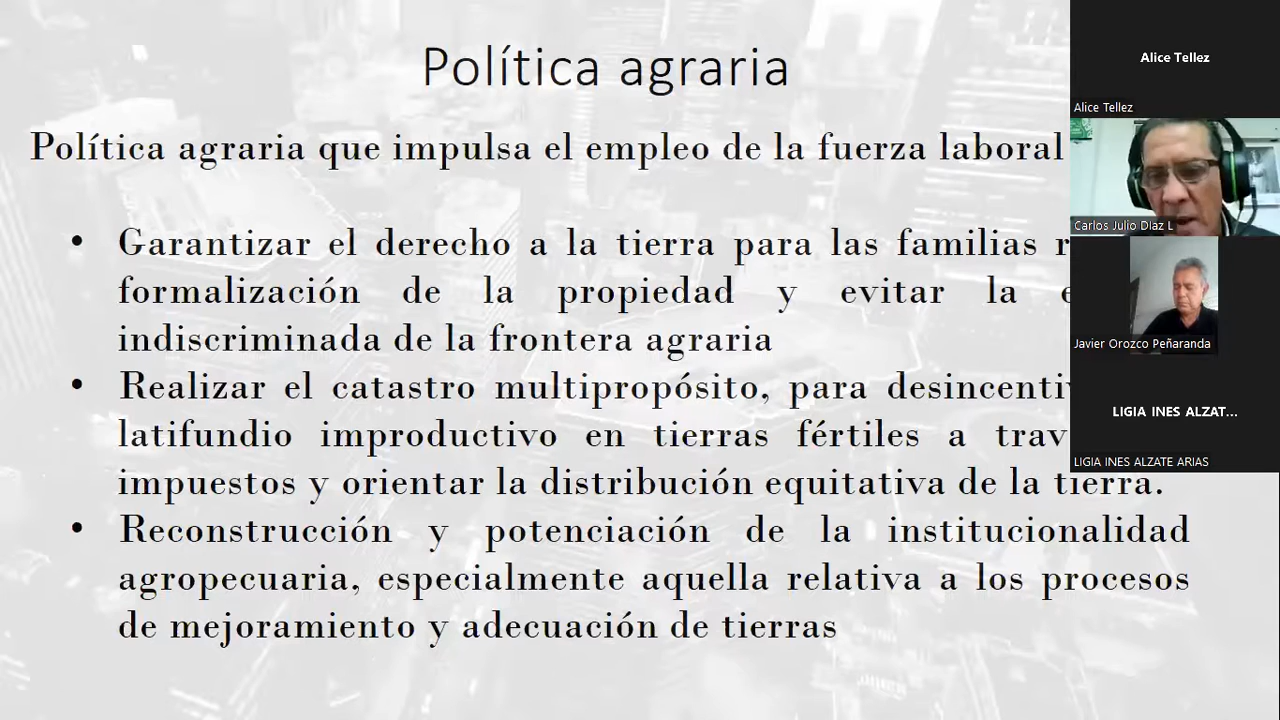 Política agraria
Política agraria que impulsa el empleo de la fuerza laboral
• Garantizar el derecho a la tierra para las familias
formalización de la propiedad y evitar la
indiscriminada de la frontera agraria
• Realizar el catastro multipropósito, para
latifundio improductivo en tierras fértiles a
impuestos y orientar la distribución equitativa de la tierra.
• Reconstrucción y potenciación de la institucionalidad
agropecuaria, especialmente aquella relativa a los procesos
de mejoramiento y adecuación de tierras
Alice Tellez
Alice Tellez
Carlos Julio Diaz L
Javier Orozco Peñaranda
LIGIA INES ALZAT...
LIGIA INES ALZATE ARIAS